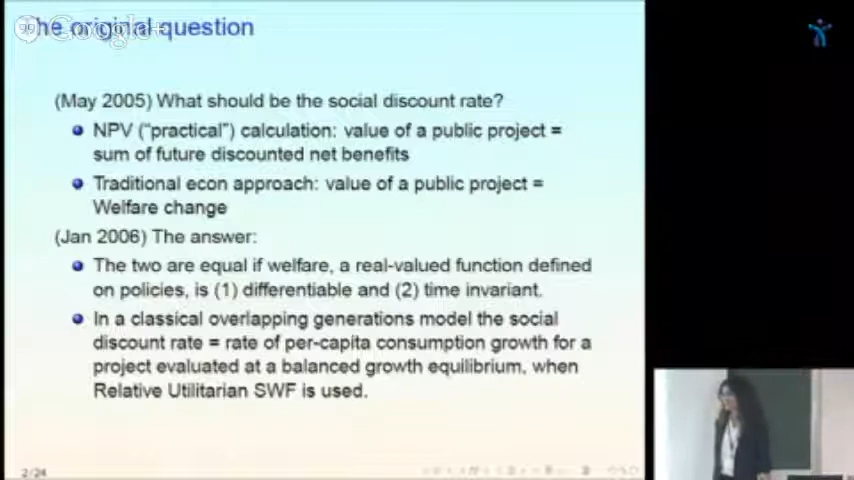 The original question
Google+
(May 2005) What should be the social discount rate?
NPV ("practical") calculation: value of a public project =
sum of future discounted net benefits
Traditional econ approach: value of a public project =
Welfare change
(Jan 2006) The answer:
The two are equal if welfare, a real-valued function defined
on policies, is (1) differentiable and (2) time invariant.
In a classical overlapping generations model the social
discount rate = rate of per-capita consumption growth for a
project evaluated at a balanced growth equilibrium, when
Relative Utilitarian SWF is used.
2/24